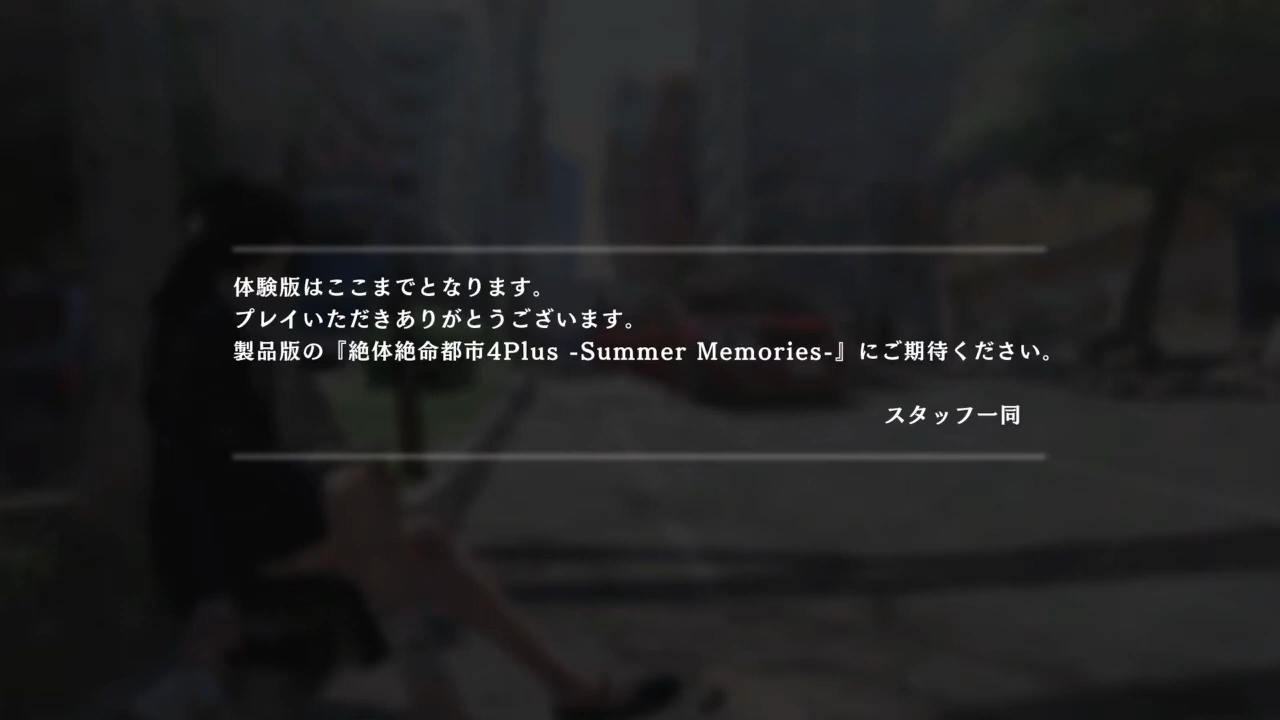 体験版はここまでとなります。
プレイいただきありがとうございます。
製品版の『絶体絶命都市4Plus -Summer Memories-』にご期待ください。
スタッフ一同